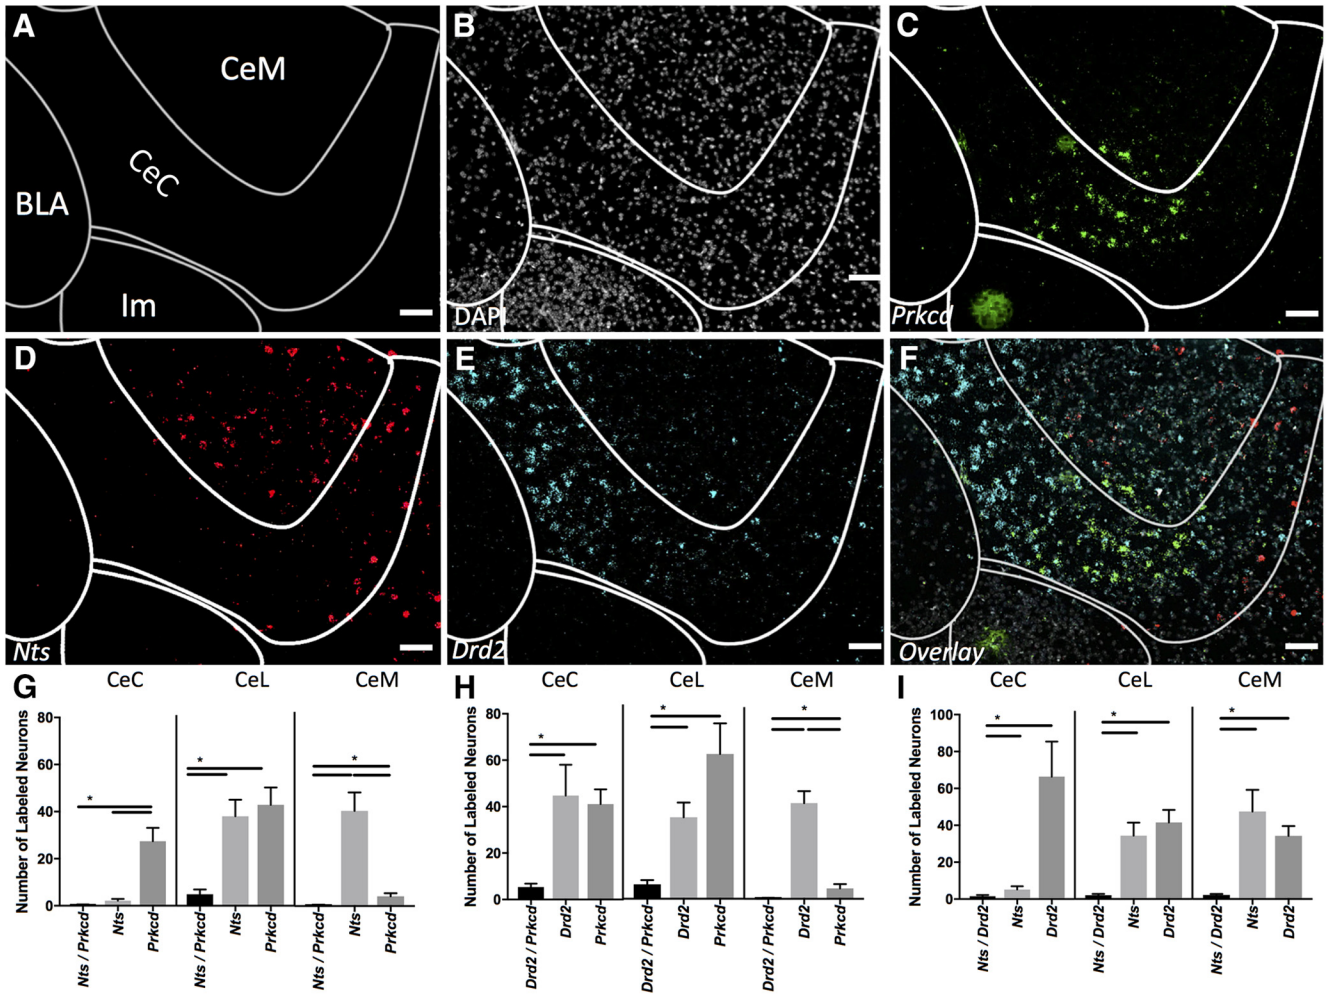 A
CeM
CeC
BLA
Im
B
DAPI
C
Prkcd
D
Nts
E
Drd2
F
Overlay
G
CeC CeL CeM
Number of Labeled Neurons
80
60
40
20
0
*
*
*
Nts / Prkcd
Nts
Prkcd
Nts / Prkcd
Nts
Prkcd
Nts / Prkcd
Nts
Prkcd
H
CeC CeL CeM
Number of Labeled Neurons
80
60
40
20
0
*
*
*
Drd2 / Prkcd
Drd2
Prkcd
Drd2 / Prkcd
Drd2
Prkcd
Drd2 / Prkcd
Drd2
Prkcd
I
CeC CeL CeM
Number of Labeled Neurons
100
80
60
40
20
0
*
*
*
Nts / Drd2
Nts
Drd2
Nts / Drd2
Nts
Drd2
Nts / Drd2
Nts
Drd2